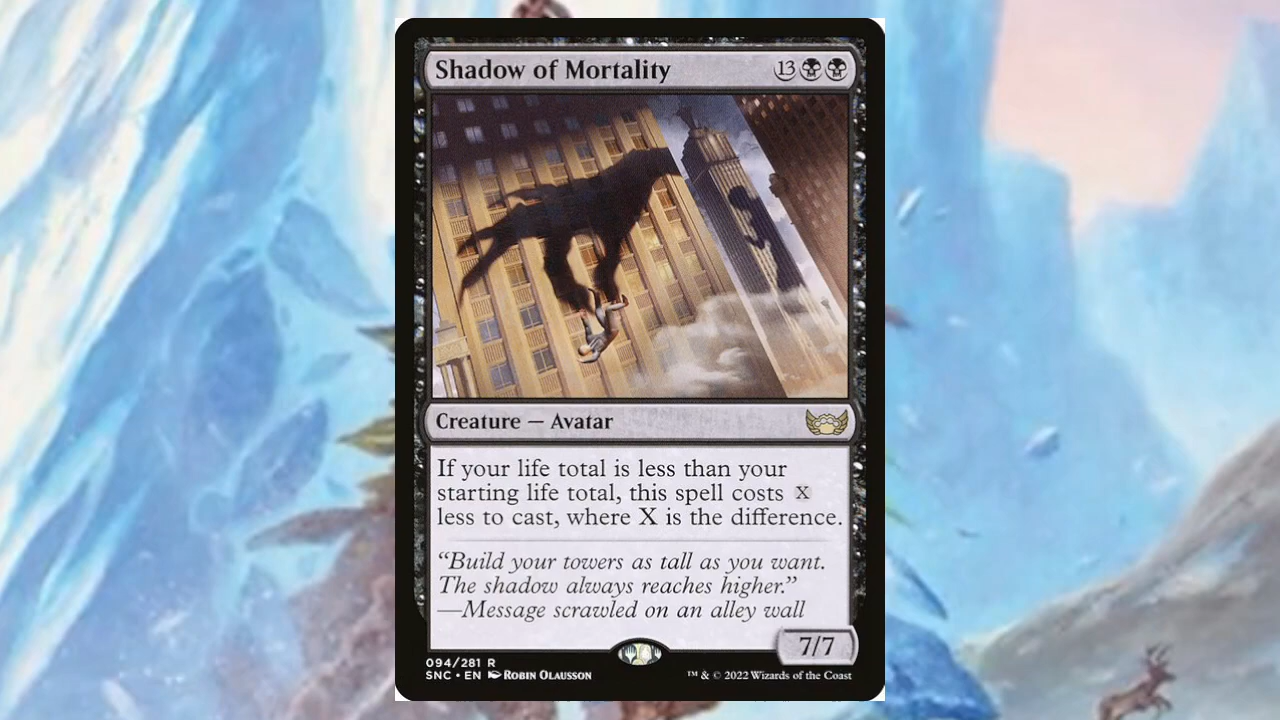 Shadow of Mortality 13
Creature — Avatar
If your life total is less than your
starting life total, this spell costs X
less to cast, where X is the difference.
“Build your towers as tall as you want.
The shadow always reaches higher.”
—Message scrawled on an alley wall
7/7
094/281 R
SNC • EN Robin Olausson
™ & © 2022 Wizards of the Coast